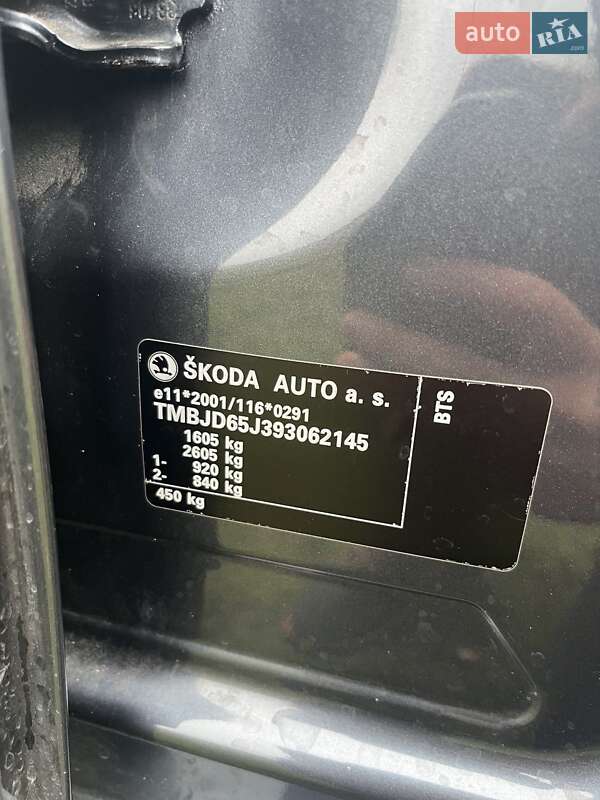 auto RIA
.com
ŠKODA AUTO a. s.
e11*2001/116*0291
TMBJD65J393062145
1605 kg
2605 kg
1- 920 kg
2- 840 kg
450 kg
BTS